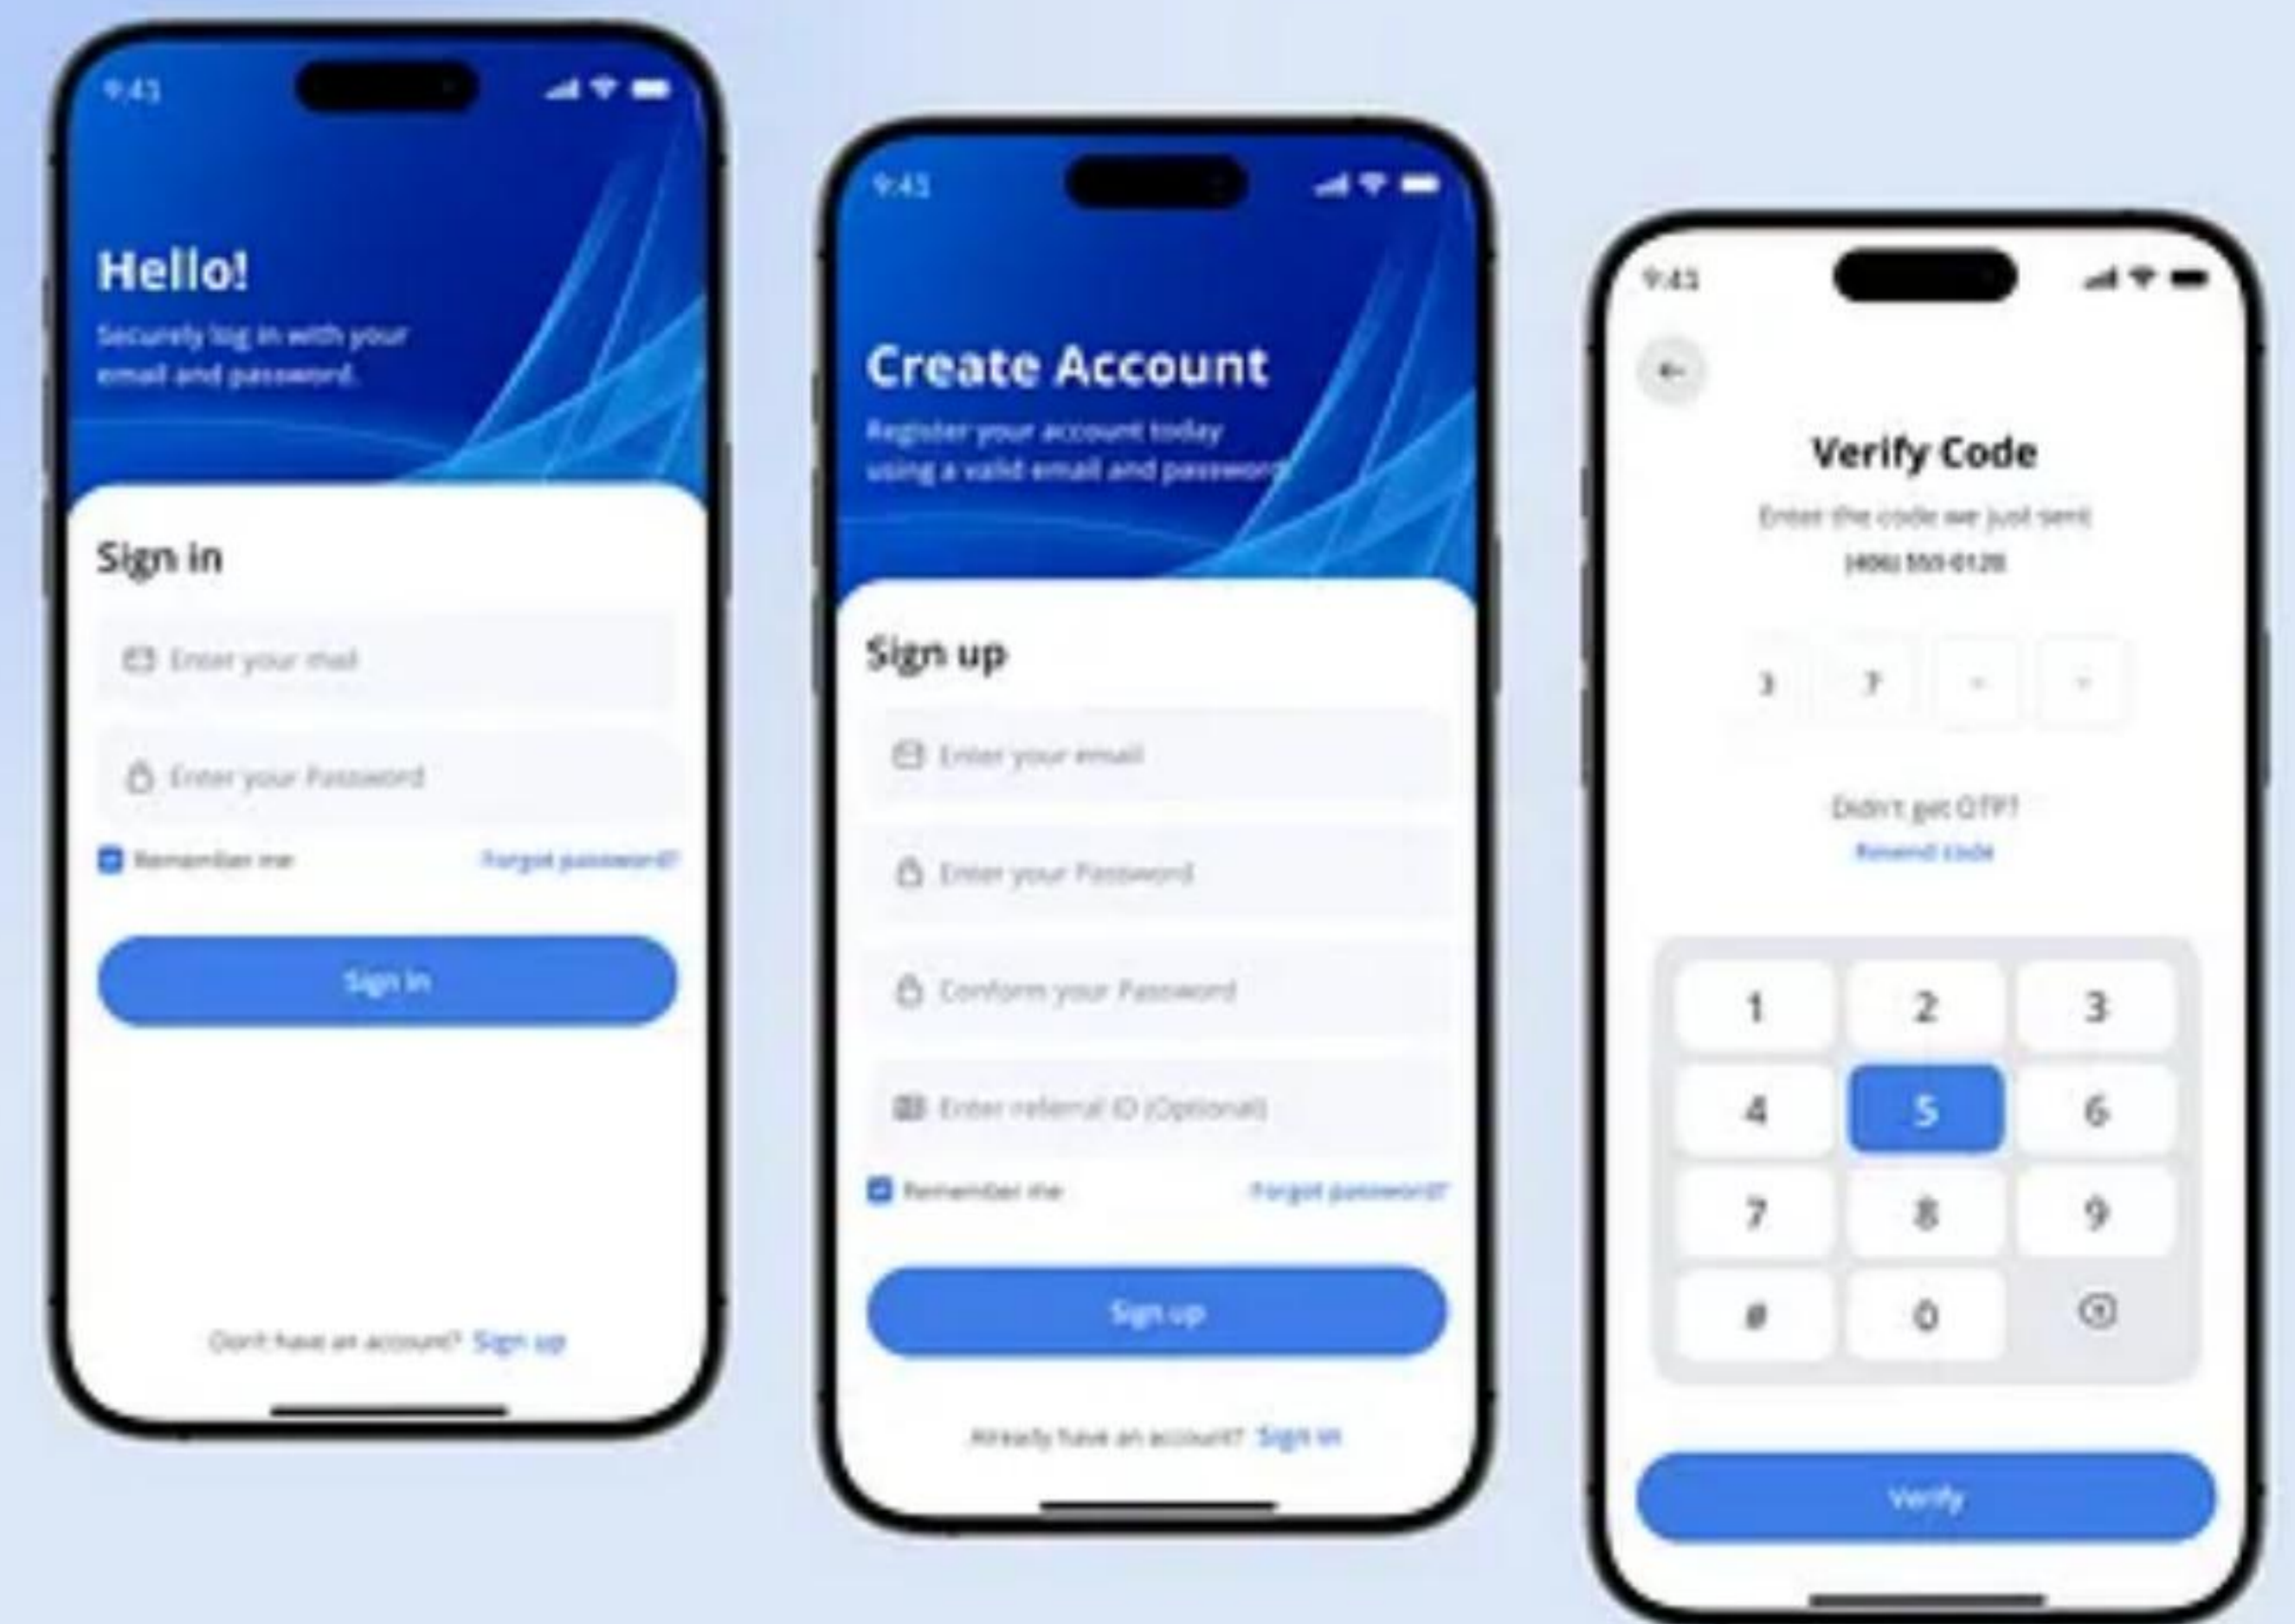 9:41
Hello!
Securely log in with your
email and password.
Sign in
Enter your mail
Enter your Password
Remember me
Forgot password?
Sign in
Don't have an account? Sign up
9:41
Create Account
Register your account today
using a valid email and password
Sign up
Enter your email
Enter your Password
Conform your Password
Enter referral ID (Optional)
Remember me
Forgot password?
Sign up
Already have an account? Sign in
9:41
Verify Code
Enter the code we just sent
555-0120
3 7 - -
Didn't get OTP?
Resend code
1 2 3
4 5 6
7 8 9
# 0
Verify